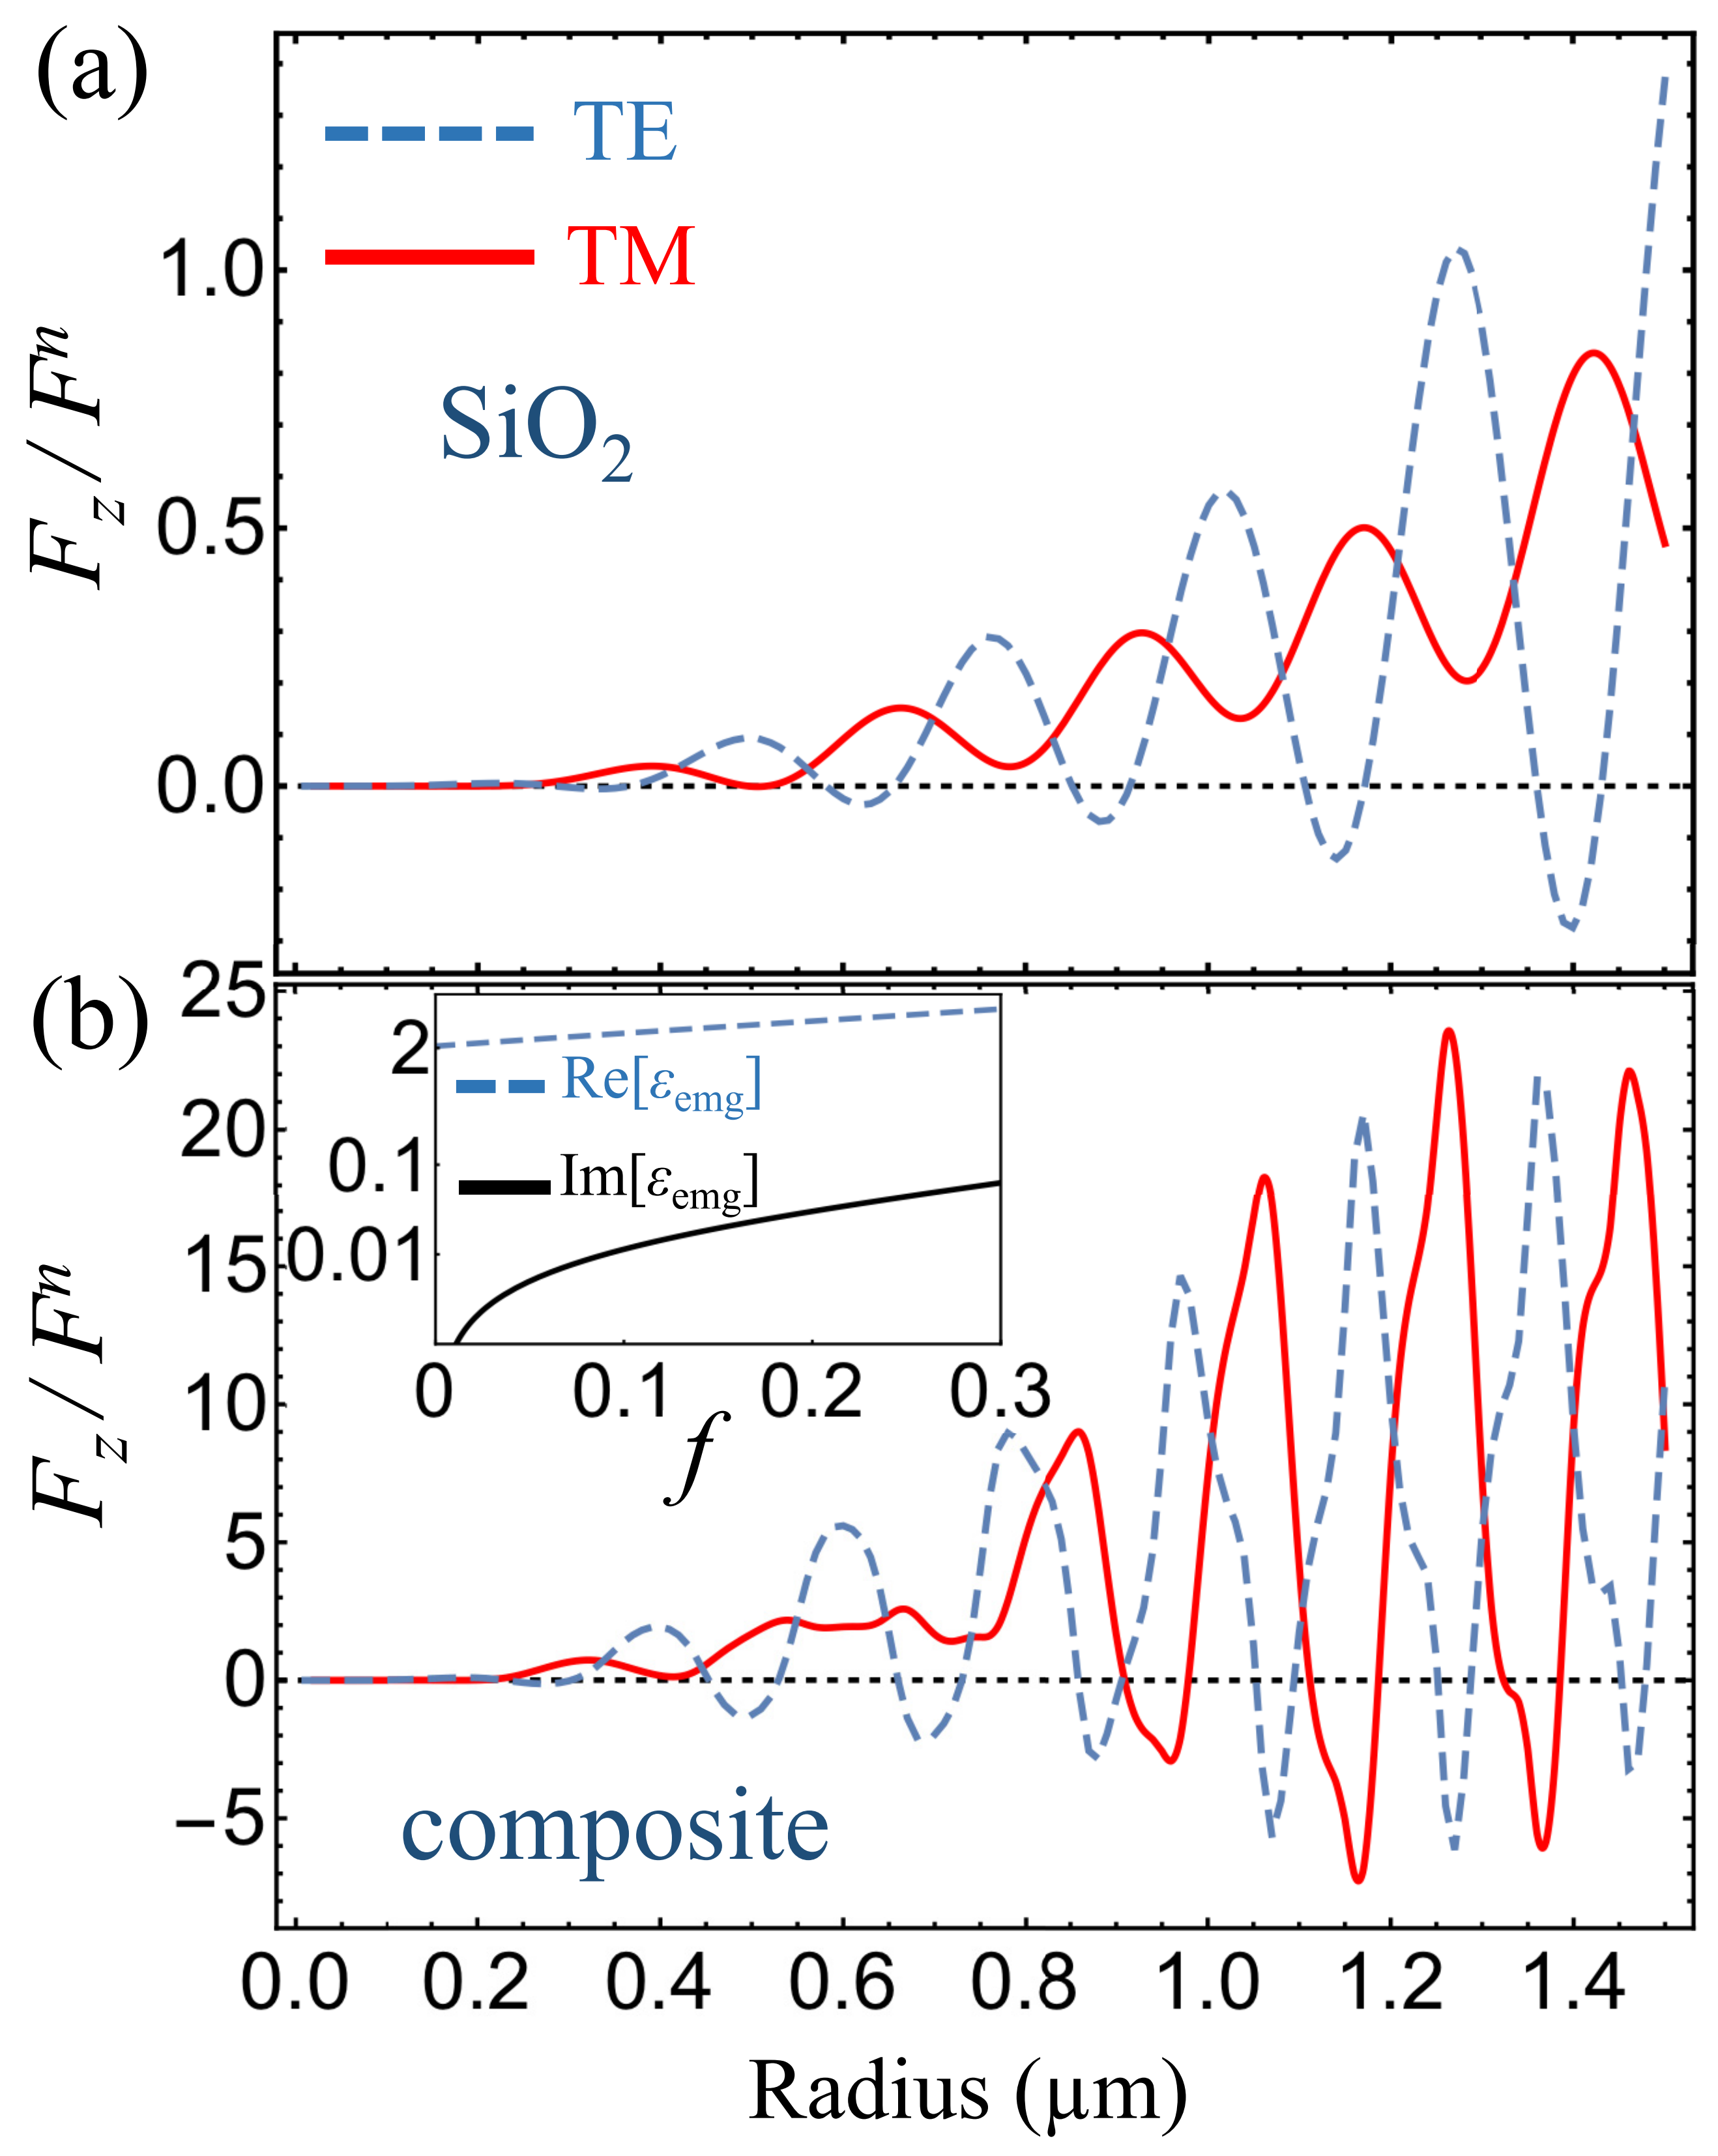 (a)
TE
TM
SiO₂
1.0
0.5
0.0
F_z / Fⁿ
(b)
25
20
15
10
5
0
−5
F_z / Fⁿ
2
0.1
0.01
Re[ε_emg]
Im[ε_emg]
0 0.1 0.2 0.3
f
composite
0.0 0.2 0.4 0.6 0.8 1.0 1.2 1.4
Radius (μm)